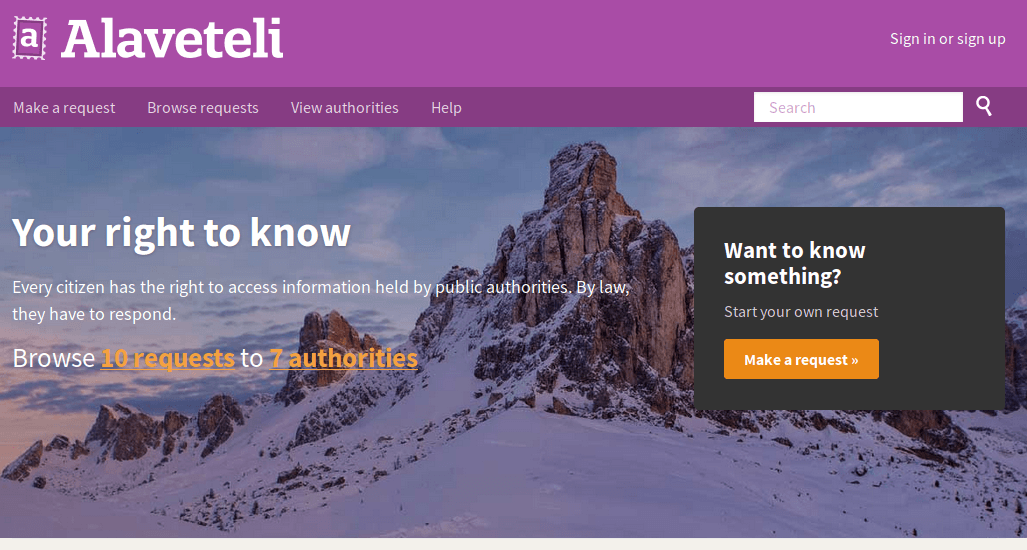 a Alaveteli
Sign in or sign up
Make a request Browse requests View authorities Help
Search
Your right to know
Every citizen has the right to access information held by public authorities. By law,
they have to respond.
Browse 10 requests to 7 authorities
Want to know
something?
Start your own request
Make a request »